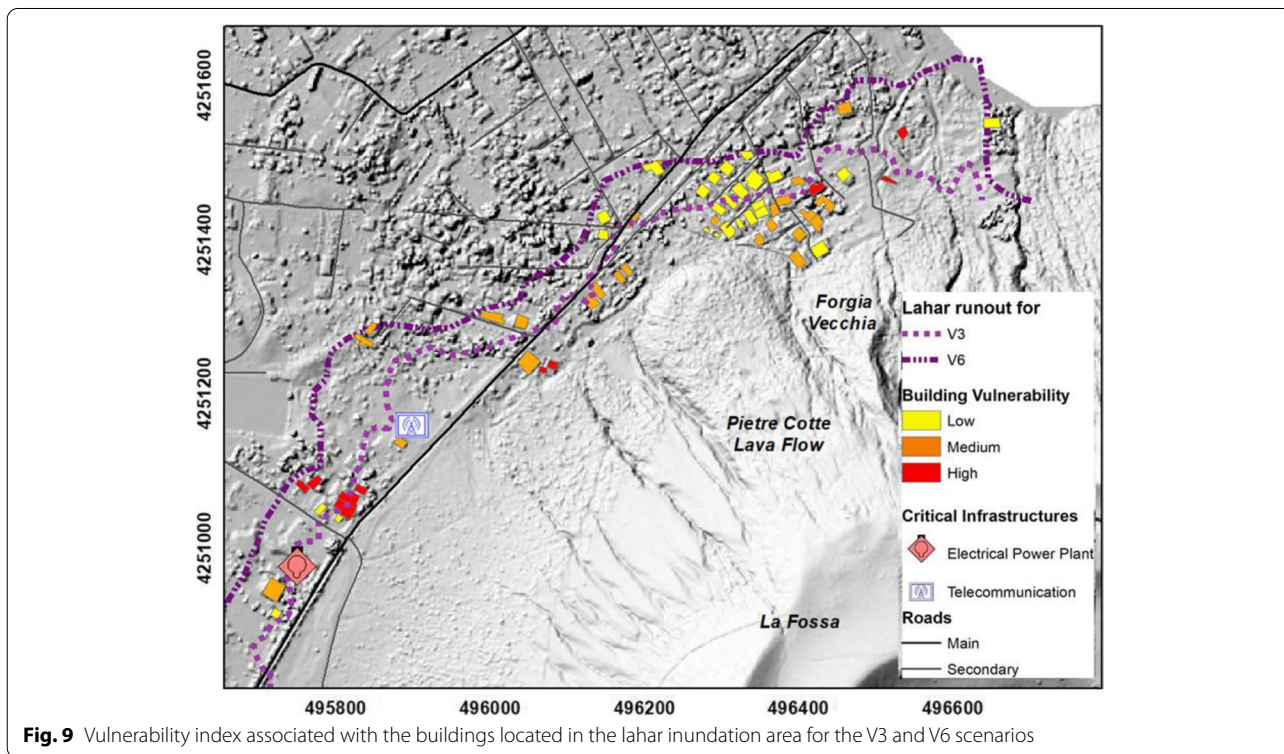 4251600
4251400
4251200
4251000
Forgia
Vecchia
Pietre Cotte
Lava Flow
La Fossa
Lahar runout for
V3
V6
Building Vulnerability
Low
Medium
High
Critical Infrastructures
Electrical Power Plant
Telecommunication
Roads
Main
Secondary
495800 496000 496200 496400 496600
Fig. 9 Vulnerability index associated with the buildings located in the lahar inundation area for the V3 and V6 scenarios